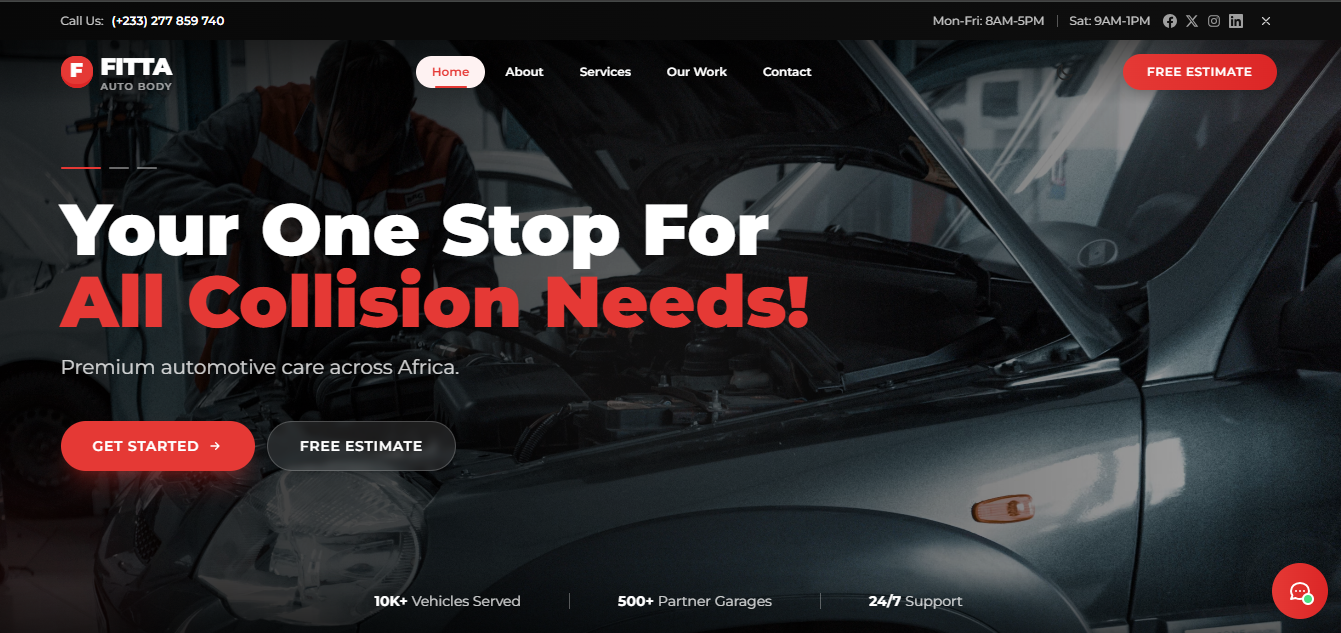 Call Us: (+233) 277 859 740
Mon-Fri: 8AM-5PM
Sat: 9AM-1PM
F
FITTA
AUTO BODY
Home
About
Services
Our Work
Contact
FREE ESTIMATE
Your One Stop For
All Collision Needs!
Premium automotive care across Africa.
GET STARTED →
FREE ESTIMATE
10K+ Vehicles Served
500+ Partner Garages
24/7 Support